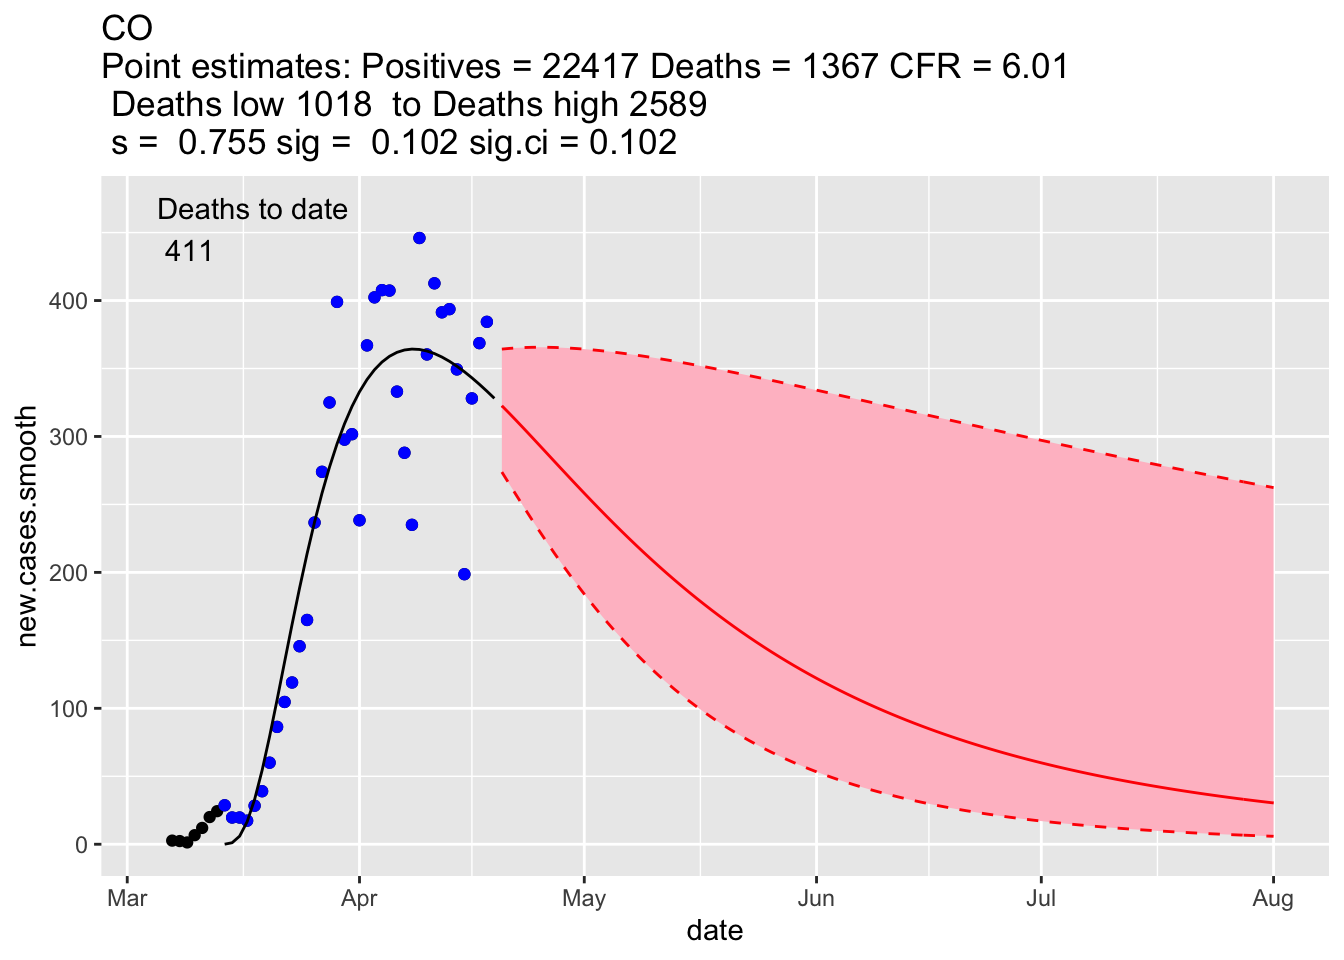 CO
Point estimates: Positives = 22417 Deaths = 1367 CFR = 6.01
Deaths low 1018  to Deaths high 2589
s =  0.755 sig =  0.102 sig.ci = 0.102
Deaths to date
411
400
300
200
100
0
new.cases.smooth
Mar Apr May Jun Jul Aug
date